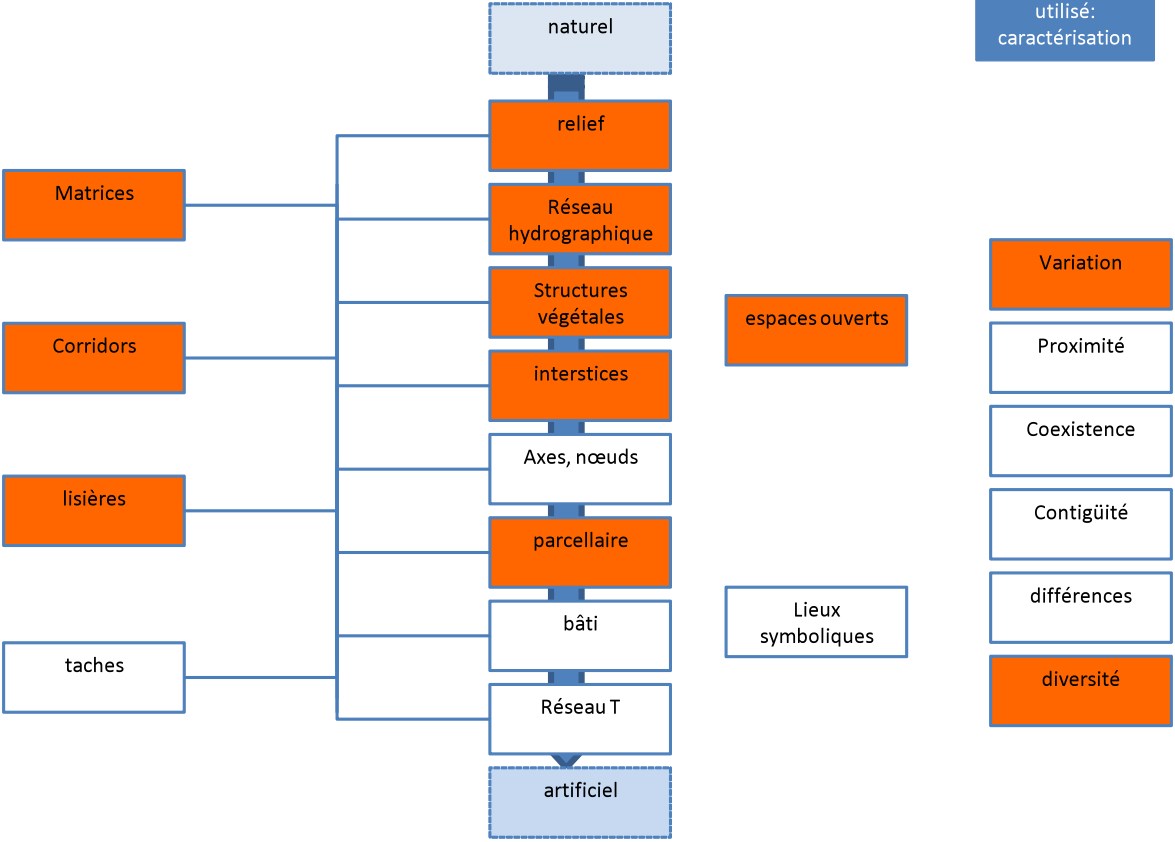 naturel
utilisé:
caractérisation
relief
Matrices
Réseau
hydrographique
Variation
Structures
végétales
espaces ouverts
Corridors
Proximité
interstices
Coexistence
Axes, nœuds
lisières
Contigüité
parcellaire
différences
bâti
Lieux
symboliques
taches
diversité
Réseau T
artificiel